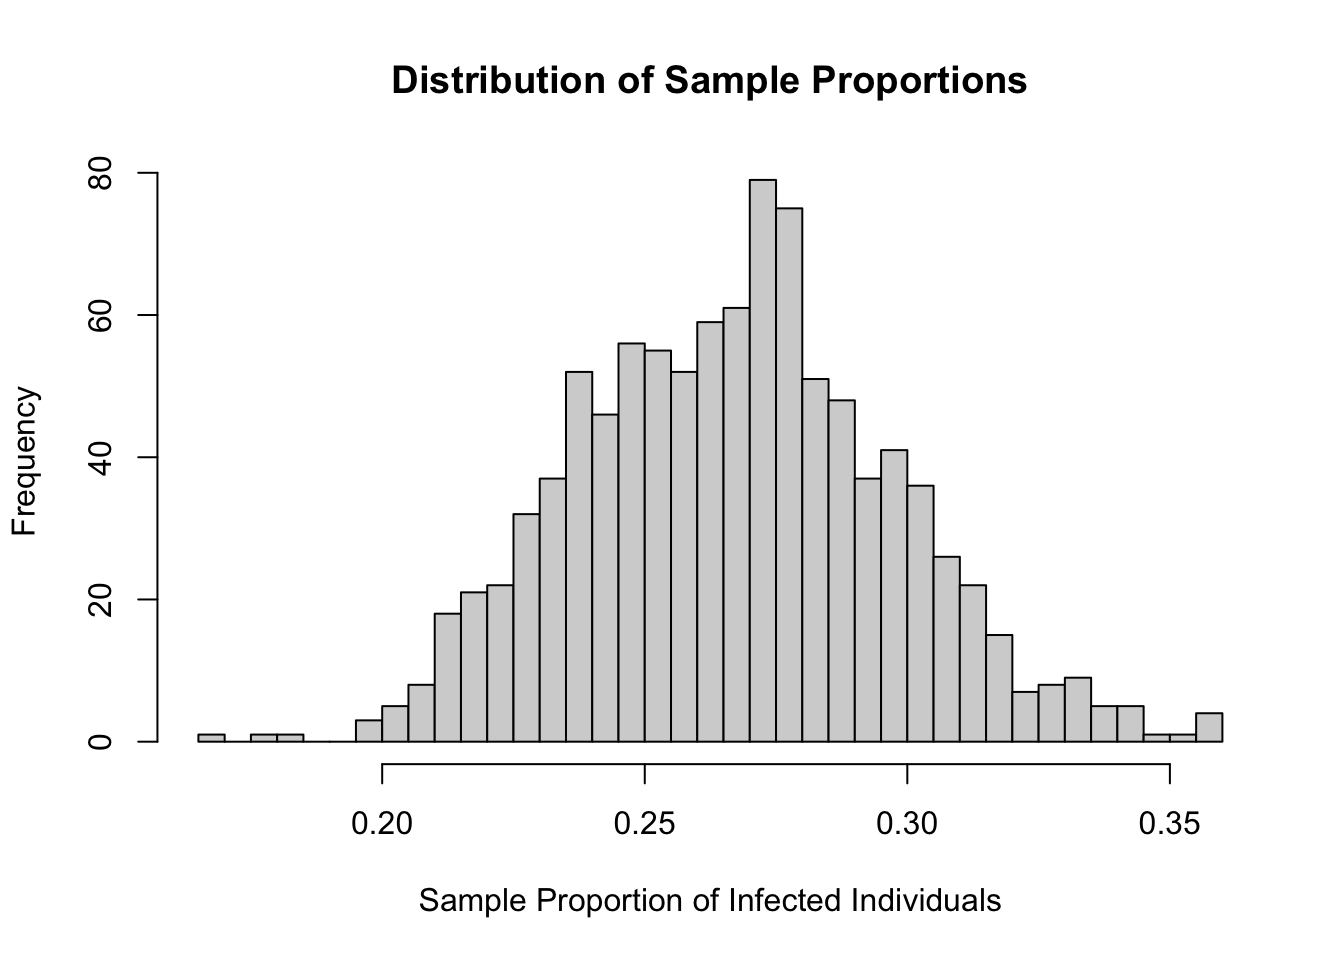 Distribution of Sample Proportions
80
60
40
20
0
Frequency
0.20 0.25 0.30 0.35
Sample Proportion of Infected Individuals